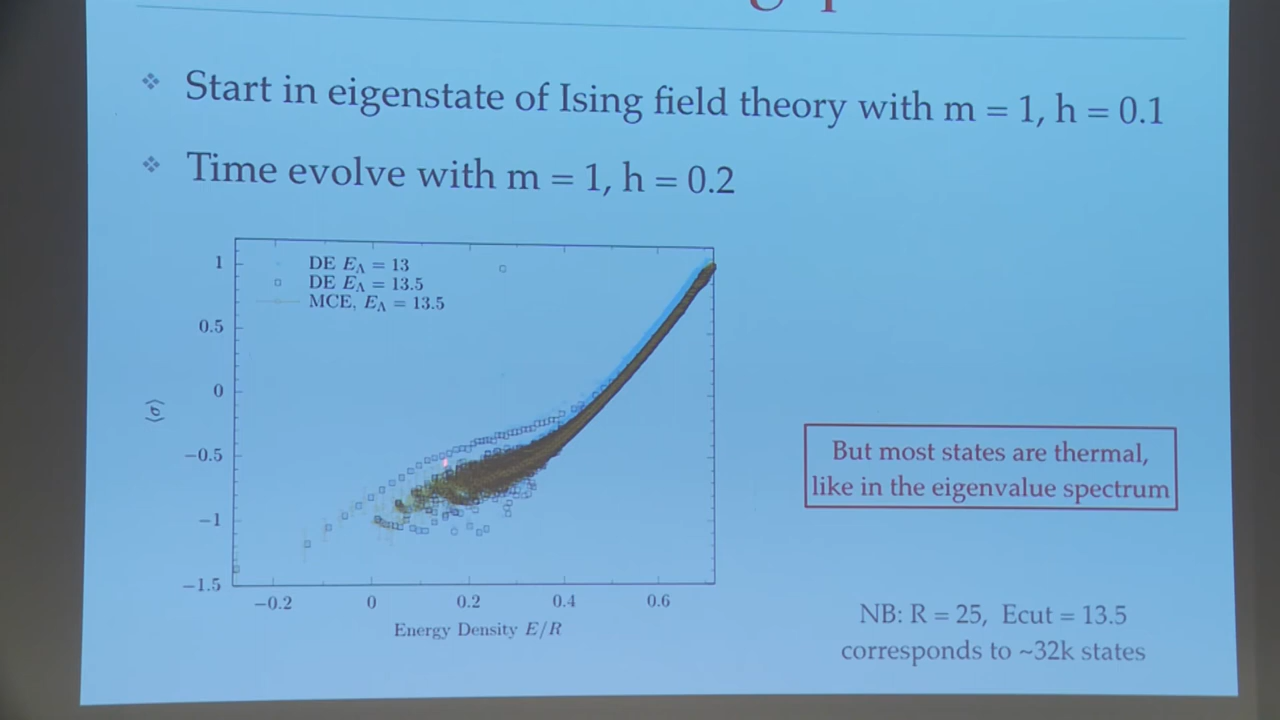 Start in eigenstate of Ising field theory with m = 1, h = 0.1
Time evolve with m = 1, h = 0.2
DE E_Λ = 13
DE E_Λ = 13.5
MCE, E_Λ = 13.5
1
0.5
0
−0.5
−1
−1.5
⟨σ⟩
−0.2 0 0.2 0.4 0.6
Energy Density E/R
But most states are thermal,
like in the eigenvalue spectrum
NB: R = 25, Ecut = 13.5
corresponds to ~32k states